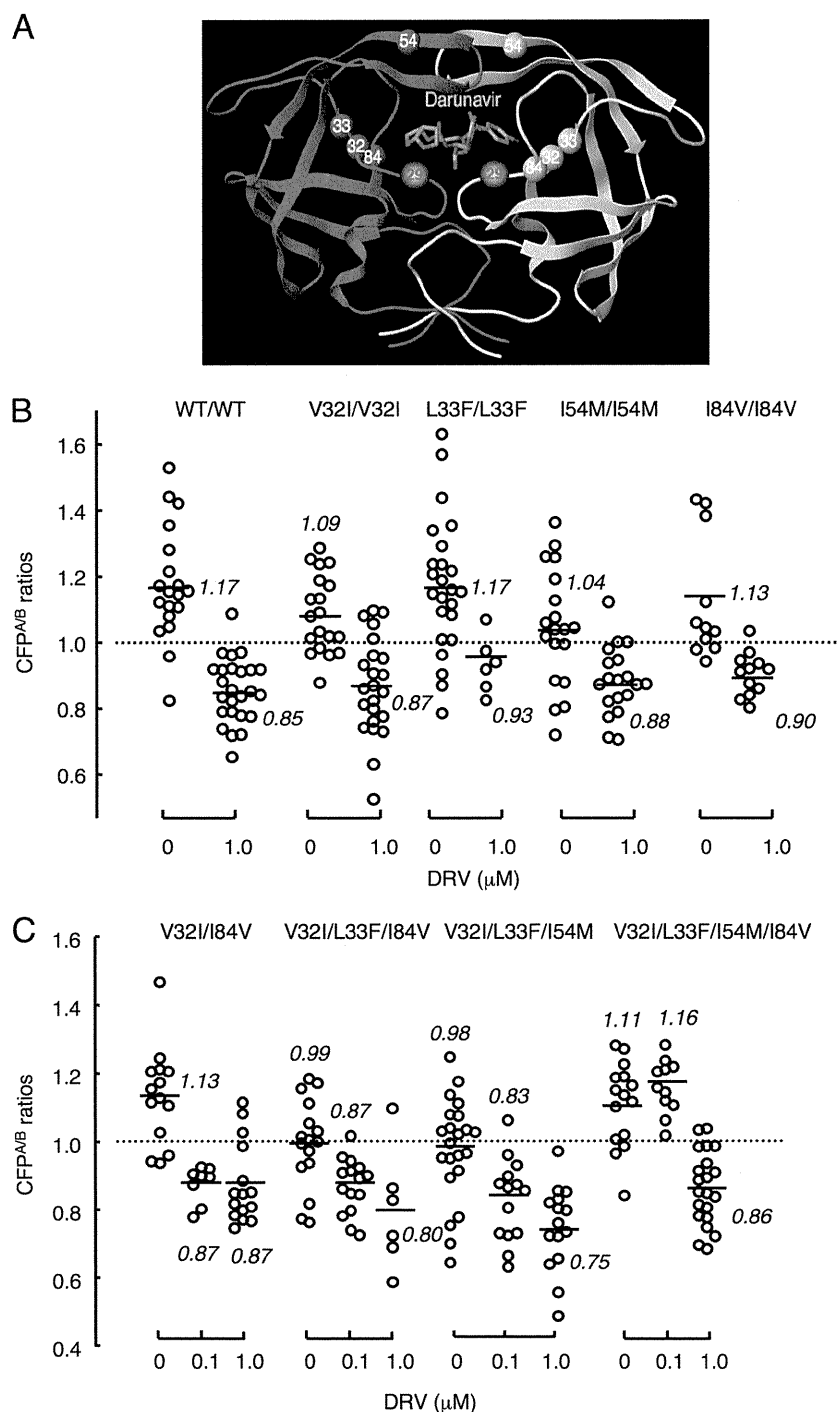 A
54 54
Darunavir
33 33
32 32
84 84
29 29
B
WT/WT V32I/V32I L33F/L33F I54M/I54M I84V/I84V
1.6
1.4
1.2
1.0
0.8
0.6
CFPA/B ratios
1.17 0.85 1.09 0.87 1.17 0.93 1.04 0.88 1.13 0.90
0 1.0 0 1.0 0 1.0 0 1.0 0 1.0
DRV (μM)
C
V32I/I84V V32I/L33F/I84V V32I/L33F/I54M V32I/L33F/I54M/I84V
1.6
1.4
1.2
1.0
0.8
0.6
0.4
CFPA/B ratios
1.13 0.87 0.87 0.99 0.87 0.80 0.98 0.83 0.75 1.11 1.16 0.86
0 0.1 1.0 0 0.1 1.0 0 0.1 1.0 0 0.1 1.0
DRV (μM)